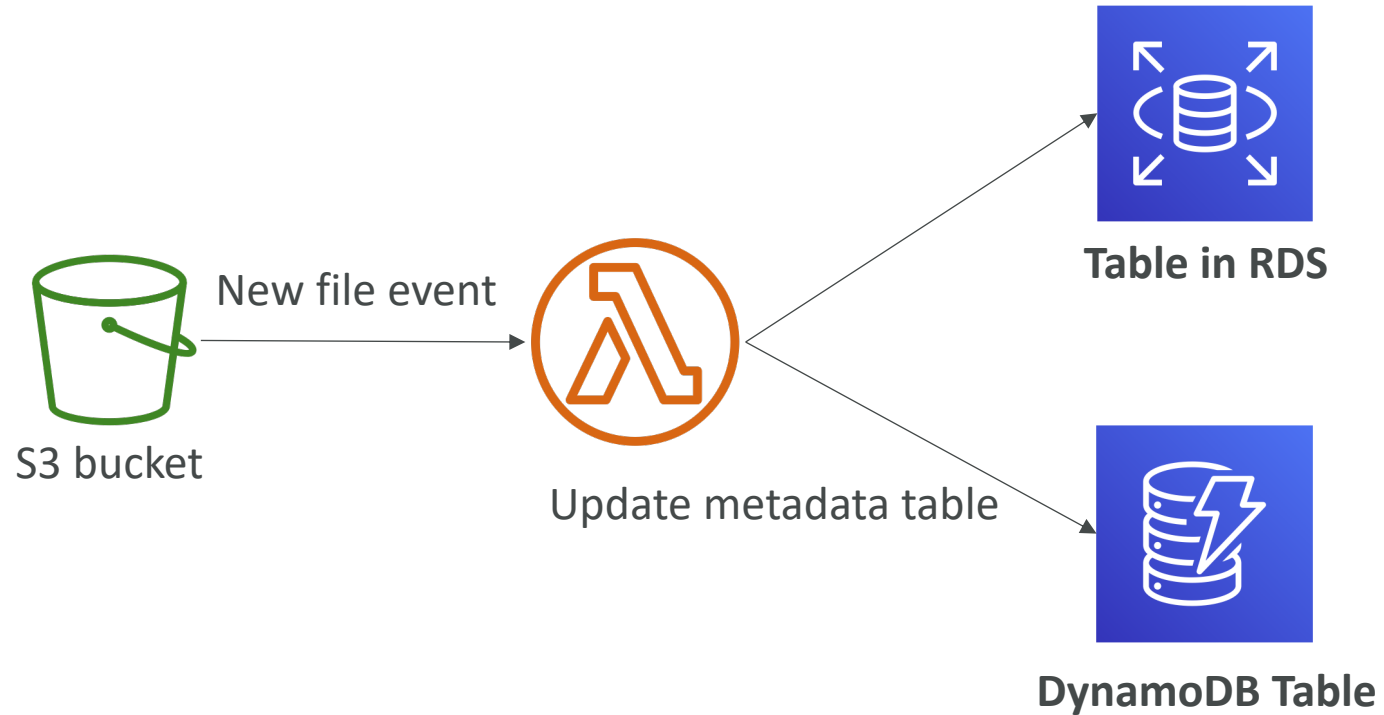 New file event
S3 bucket
Update metadata table
Table in RDS
DynamoDB Table